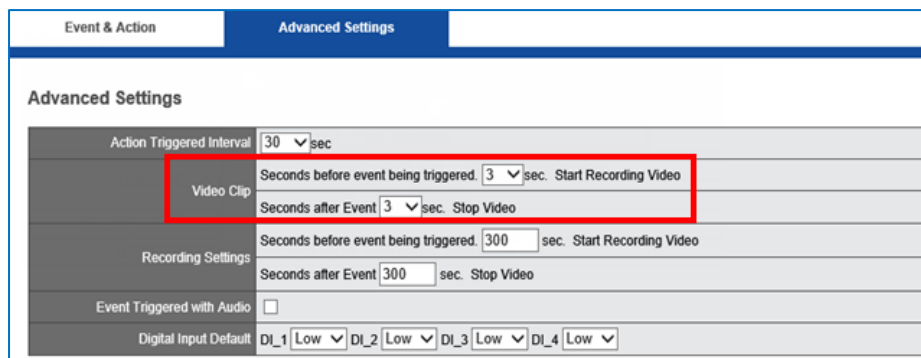 Event & Action
Advanced Settings
Advanced Settings
Action Triggered Interval 30 sec
Video Clip
Seconds before event being triggered. 3 sec. Start Recording Video
Seconds after Event 3 sec. Stop Video
Recording Settings
Seconds before event being triggered. 300 sec. Start Recording Video
Seconds after Event 300 sec. Stop Video
Event Triggered with Audio
Digital Input Default DI_1 Low DI_2 Low DI_3 Low DI_4 Low